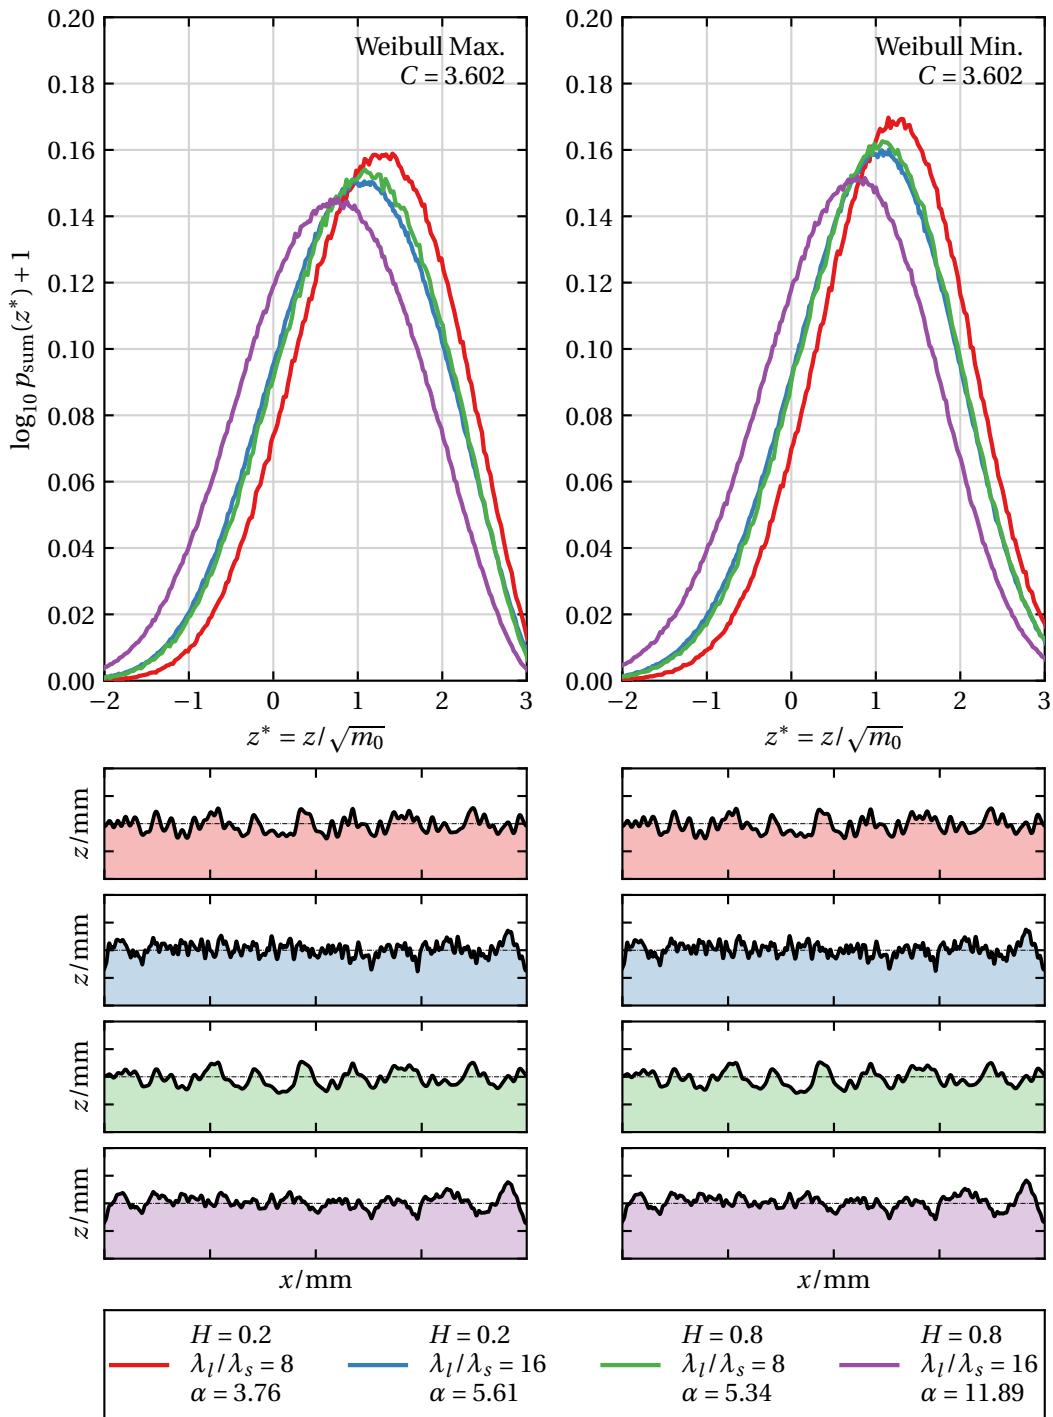 Weibull Max.
C = 3.602
0.20
0.18
0.16
0.14
0.12
0.10
0.08
0.06
0.04
0.02
0.00
log₁₀ pₛᵤₘ(z*) + 1
−2 −1 0 1 2 3
z* = z/√m₀
Weibull Min.
C = 3.602
0.20
0.18
0.16
0.14
0.12
0.10
0.08
0.06
0.04
0.02
0.00
−2 −1 0 1 2 3
z* = z/√m₀
z/mm
z/mm
z/mm
z/mm
x/mm
x/mm
H = 0.2
λₗ/λₛ = 8
α = 3.76
H = 0.2
λₗ/λₛ = 16
α = 5.61
H = 0.8
λₗ/λₛ = 8
α = 5.34
H = 0.8
λₗ/λₛ = 16
α = 11.89